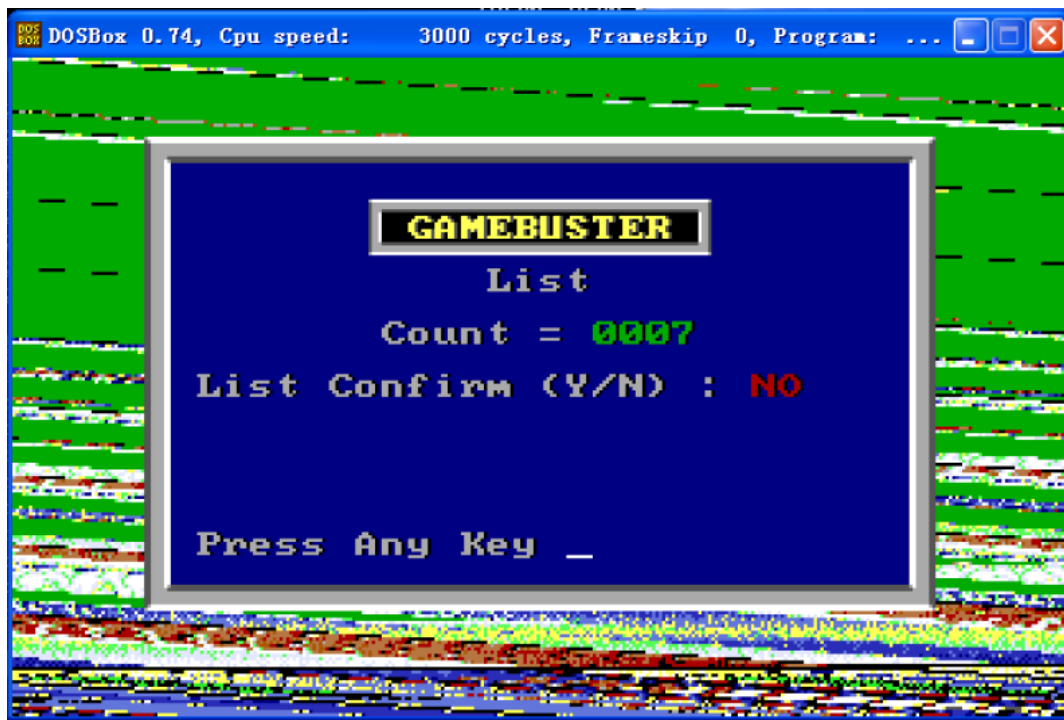 DOSBox 0.74, Cpu speed: 3000 cycles, Frameskip 0, Program: ...
GAMEBUSTER
List
Count = 0007
List Confirm (Y/N) : NO
Press Any Key _